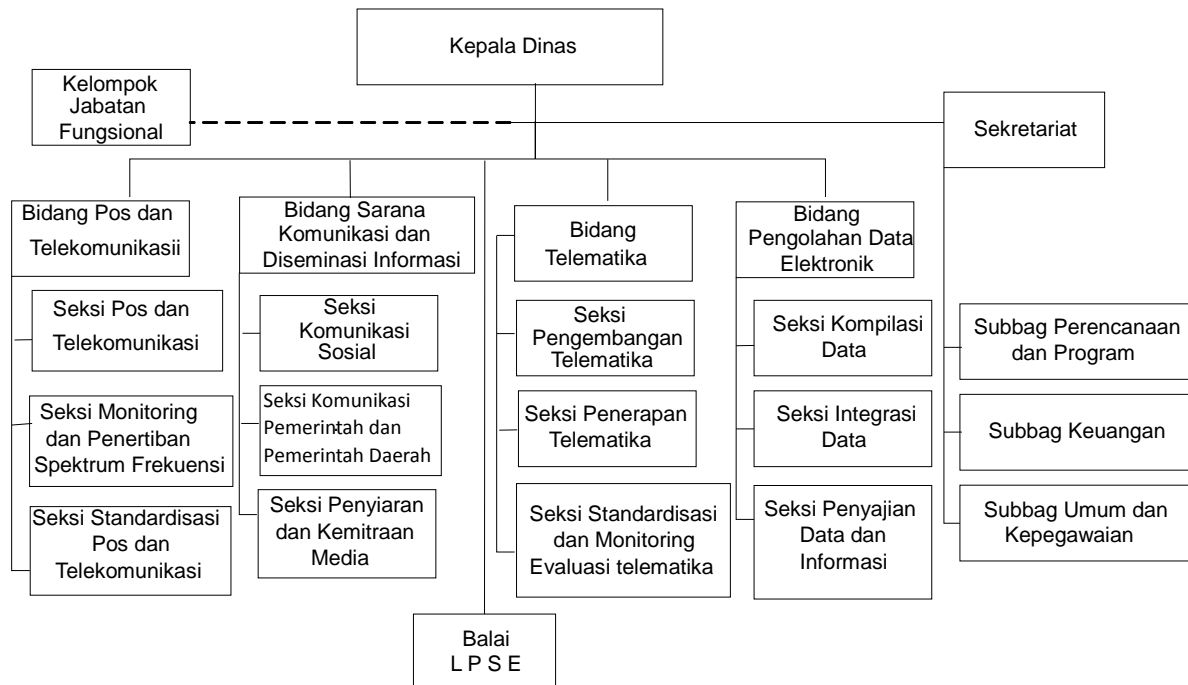 Kepala Dinas
Kelompok
Jabatan
Fungsional
Sekretariat
Bidang Pos dan
Telekomunikasii
Bidang Sarana
Komunikasi dan
Diseminasi Informasi
Bidang
Telematika
Bidang
Pengolahan Data
Elektronik
Seksi Pos dan
Telekomunikasi
Seksi Monitoring
dan Penertiban
Spektrum Frekuensi
Seksi Standardisasi
Pos dan
Telekomunikasi
Seksi
Komunikasi
Sosial
Seksi Komunikasi
Pemerintah dan
Pemerintah Daerah
Seksi Penyiaran
dan Kemitraan
Media
Seksi
Pengembangan
Telematika
Seksi Penerapan
Telematika
Seksi Standardisasi
dan Monitoring
Evaluasi telematika
Seksi Kompilasi
Data
Seksi Integrasi
Data
Seksi Penyajian
Data dan
Informasi
Subbag Perencanaan
dan Program
Subbag Keuangan
Subbag Umum dan
Kepegawaian
Balai
L P S E